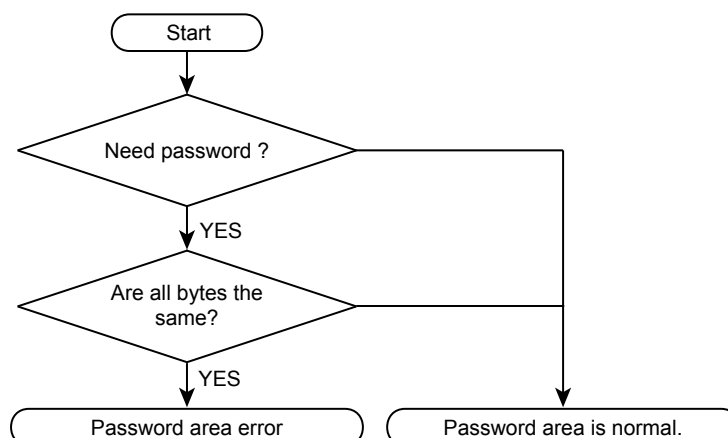 Start
Need password ?
YES
Are all bytes the
same?
YES
Password area error
Password area is normal.